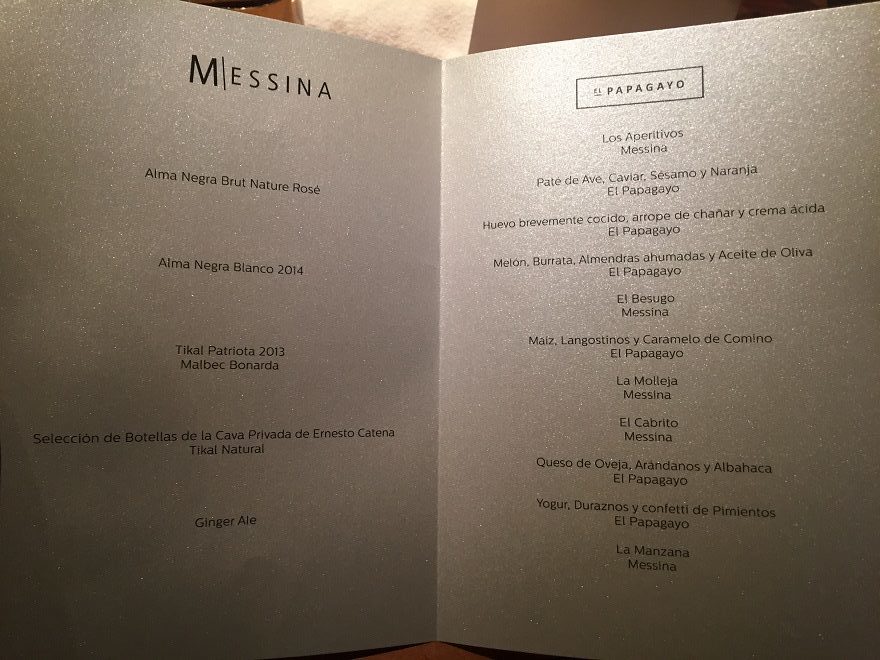 MESSINA
Alma Negra Brut Nature Rosé
Alma Negra Blanco 2014
Tikal Patriota 2013
Malbec Bonarda
Selección de Botellas de la Cava Privada de Ernesto Catena
Tikal Natural
Ginger Ale
EL PAPAGAYO
Los Aperitivos
Messina
Paté de Ave, Caviar, Sésamo y Naranja
El Papagayo
Huevo brevemente cocido, arrope de chañar y crema ácida
El Papagayo
Melón, Burrata, Almendras ahumadas y Aceite de Oliva
El Papagayo
El Besugo
Messina
Maiz, Langostinos y Caramelo de Comino
El Papagayo
La Molleja
Messina
El Cabrito
Messina
Queso de Oveja, Arándanos y Albahaca
El Papagayo
Yogur, Duraznos y confetti de Pimientos
El Papagayo
La Manzana
Messina